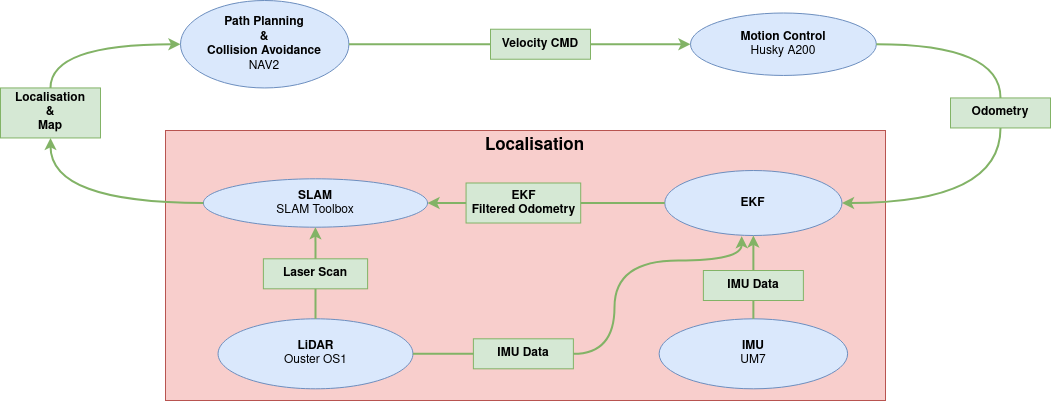 Path Planning
&
Collision Avoidance
NAV2
Velocity CMD
Motion Control
Husky A200
Localisation
&
Map
Odometry
Localisation
SLAM
SLAM Toolbox
EKF
Filtered Odometry
EKF
Laser Scan
IMU Data
LiDAR
Ouster OS1
IMU Data
IMU
UM7